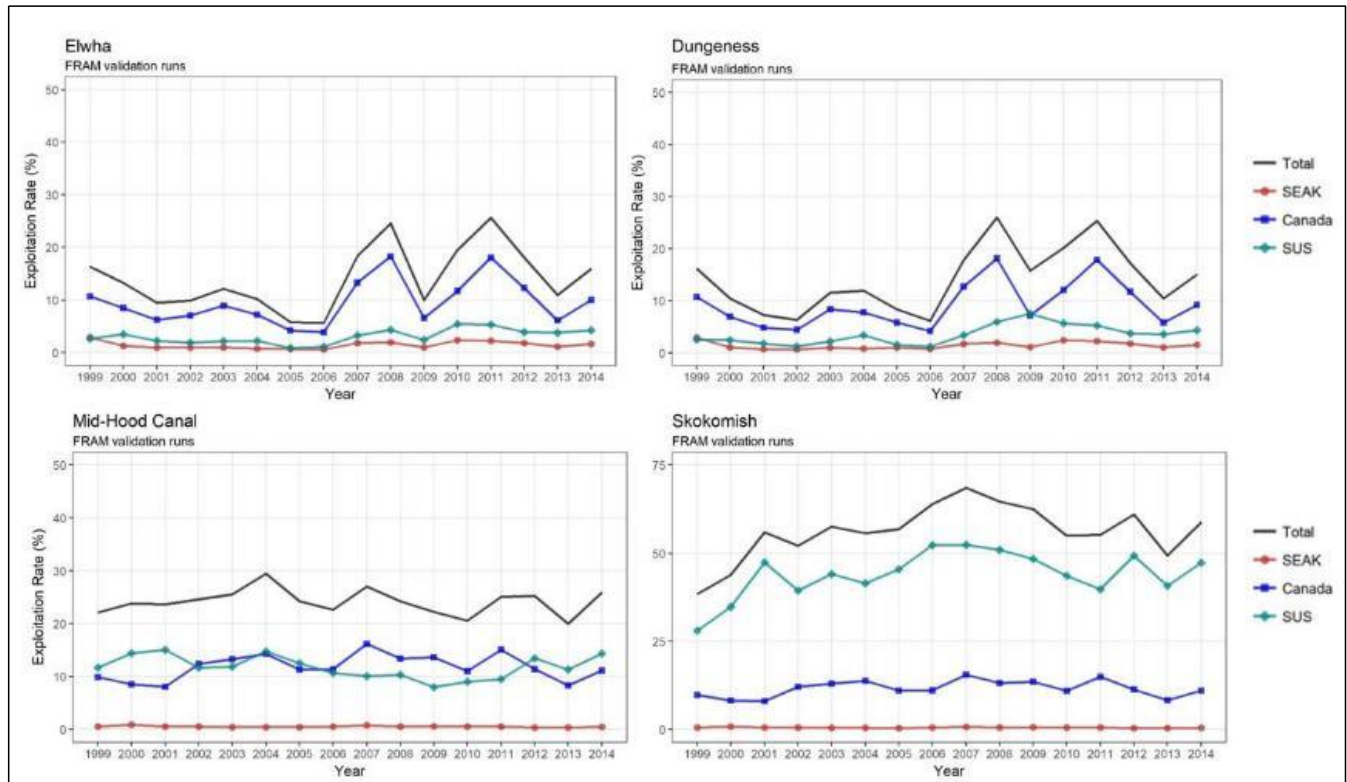 Elwha
FRAM validation runs
50
40
30
20
10
0
Exploitation Rate (%)
1999 2000 2001 2002 2003 2004 2005 2006 2007 2008 2009 2010 2011 2012 2013 2014
Year
Dungeness
FRAM validation runs
50
40
30
20
10
0
Exploitation Rate (%)
1999 2000 2001 2002 2003 2004 2005 2006 2007 2008 2009 2010 2011 2012 2013 2014
Year
Total
SEAK
Canada
SUS
Mid-Hood Canal
FRAM validation runs
50
40
30
20
10
0
Exploitation Rate (%)
1999 2000 2001 2002 2003 2004 2005 2006 2007 2008 2009 2010 2011 2012 2013 2014
Year
Skokomish
FRAM validation runs
75
50
25
0
1999 2000 2001 2002 2003 2004 2005 2006 2007 2008 2009 2010 2011 2012 2013 2014
Year
Total
SEAK
Canada
SUS